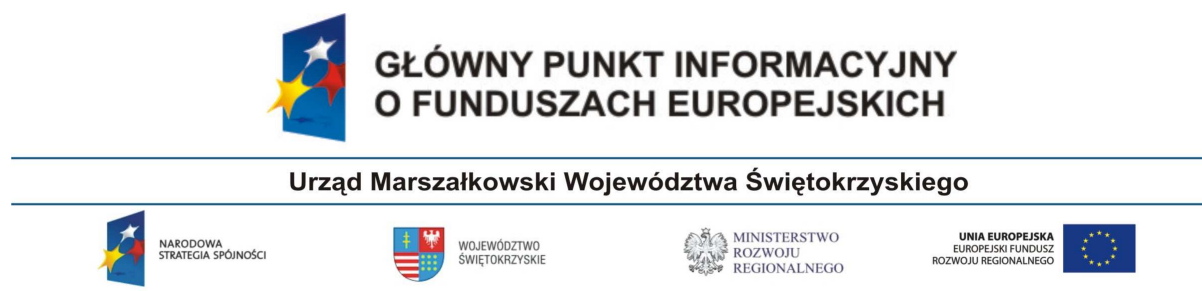 GŁÓWNY PUNKT INFORMACYJNY
O FUNDUSZACH EUROPEJSKICH
Urząd Marszałkowski Województwa Świętokrzyskiego
NARODOWA
STRATEGIA SPÓJNOŚCI
WOJEWÓDZTWO
ŚWIĘTOKRZYSKIE
MINISTERSTWO
ROZWOJU
REGIONALNEGO
UNIA EUROPEJSKA
EUROPEJSKI FUNDUSZ
ROZWOJU REGIONALNEGO